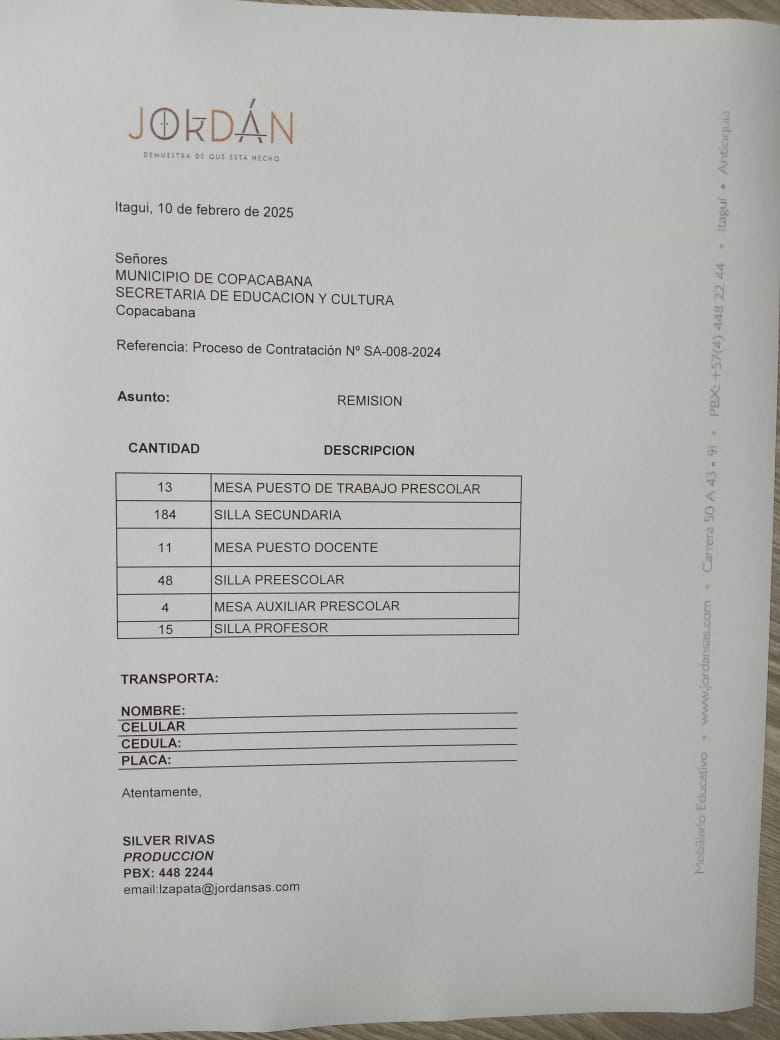 JORDÁN
DEMUESTRA DE QUE ESTÁ HECHO
Itagui, 10 de febrero de 2025
Señores
MUNICIPIO DE COPACABANA
SECRETARIA DE EDUCACION Y CULTURA
Copacabana
Referencia: Proceso de Contratación Nº SA-008-2024
Asunto: REMISION
CANTIDAD DESCRIPCION
13 MESA PUESTO DE TRABAJO PRESCOLAR
184 SILLA SECUNDARIA
11 MESA PUESTO DOCENTE
48 SILLA PREESCOLAR
4 MESA AUXILIAR PRESCOLAR
15 SILLA PROFESOR
TRANSPORTA:
NOMBRE:
CELULAR
CEDULA:
PLACA:
Atentamente,
SILVER RIVAS
PRODUCCION
PBX: 448 2244
email:lzapata@jordansas.com
Mobiliario Educativo • www.jordansas.com • Carrera 50 A 43 - 91 • PBX: +57(4) 448 22 44 • Itaguí • Antioquia